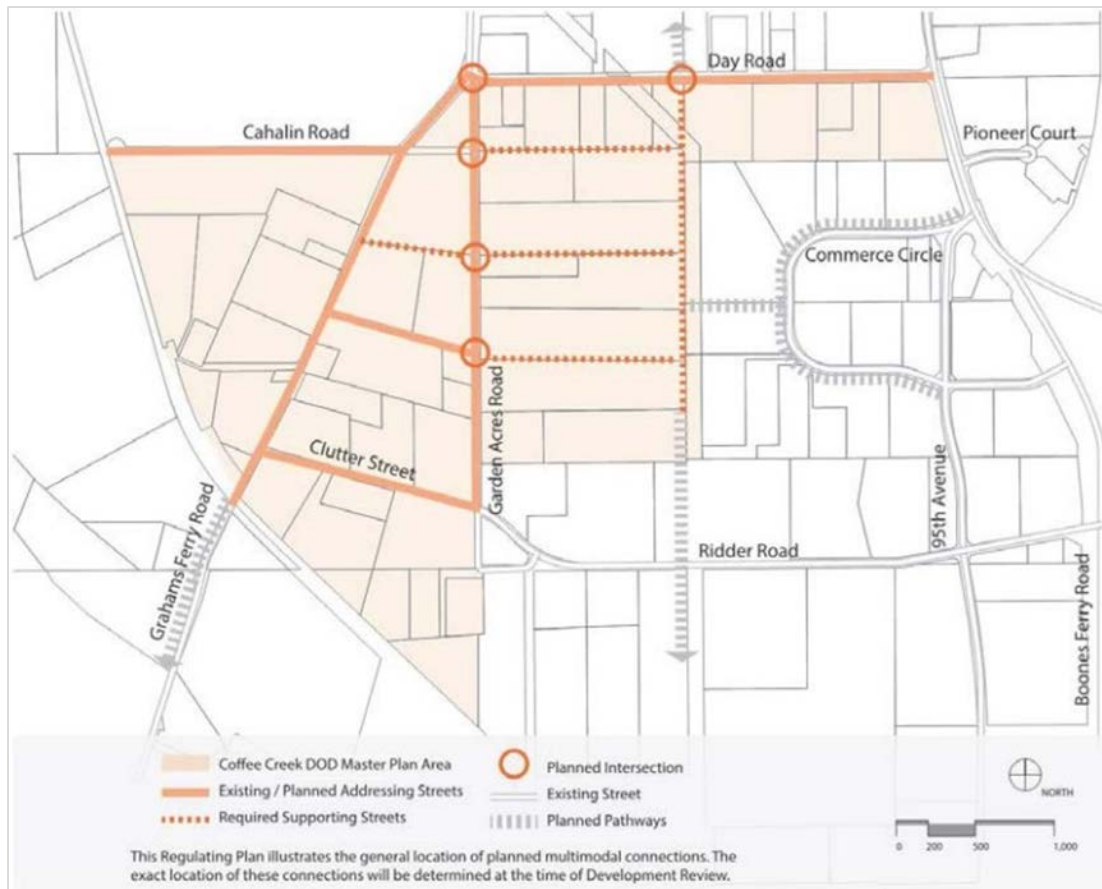 Day Road
Cahalin Road
Pioneer Court
Commerce Circle
Garden Acres Road
Clutter Street
Grahams Ferry Road
95th Avenue
Ridder Road
Boones Ferry Road
Coffee Creek DOD Master Plan Area
Planned Intersection
Existing / Planned Addressing Streets
Existing Street
NORTH
Required Supporting Streets
Planned Pathways
0 200 500 1,000
This Regulating Plan illustrates the general location of planned multimodal connections. The
exact location of these connections will be determined at the time of Development Review.